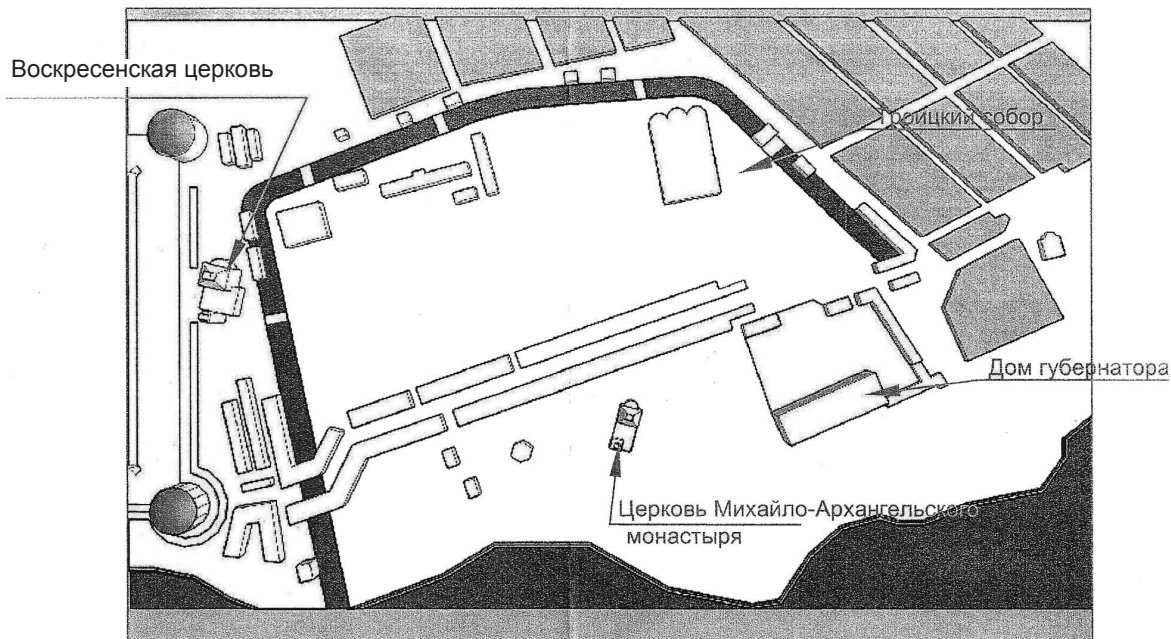 Воскресенская церковь
Троицкий собор
Дом губернатора
Церковь Михайло-Архангельского
монастыря